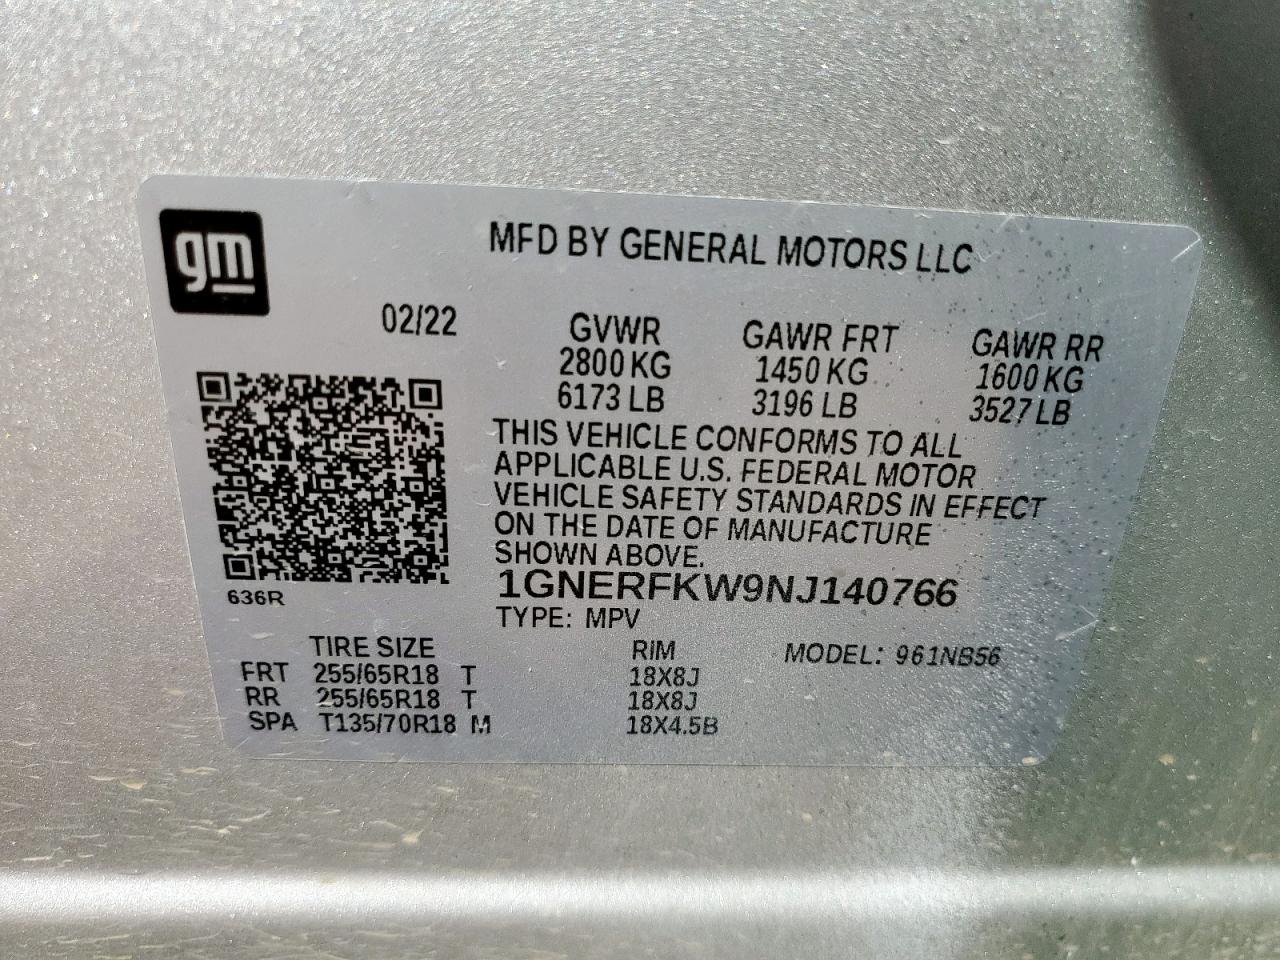 gm
MFD BY GENERAL MOTORS LLC
02/22
GVWR GAWR FRT GAWR RR
2800 KG 1450 KG 1600 KG
6173 LB 3196 LB 3527 LB
THIS VEHICLE CONFORMS TO ALL
APPLICABLE U.S. FEDERAL MOTOR
VEHICLE SAFETY STANDARDS IN EFFECT
ON THE DATE OF MANUFACTURE
SHOWN ABOVE.
1GNERFKW9NJ140766
636R
TYPE: MPV
TIRE SIZE RIM MODEL: 961NB56
FRT 255/65R18 T 18X8J
RR 255/65R18 T 18X8J
SPA T135/70R18 M 18X4.5B